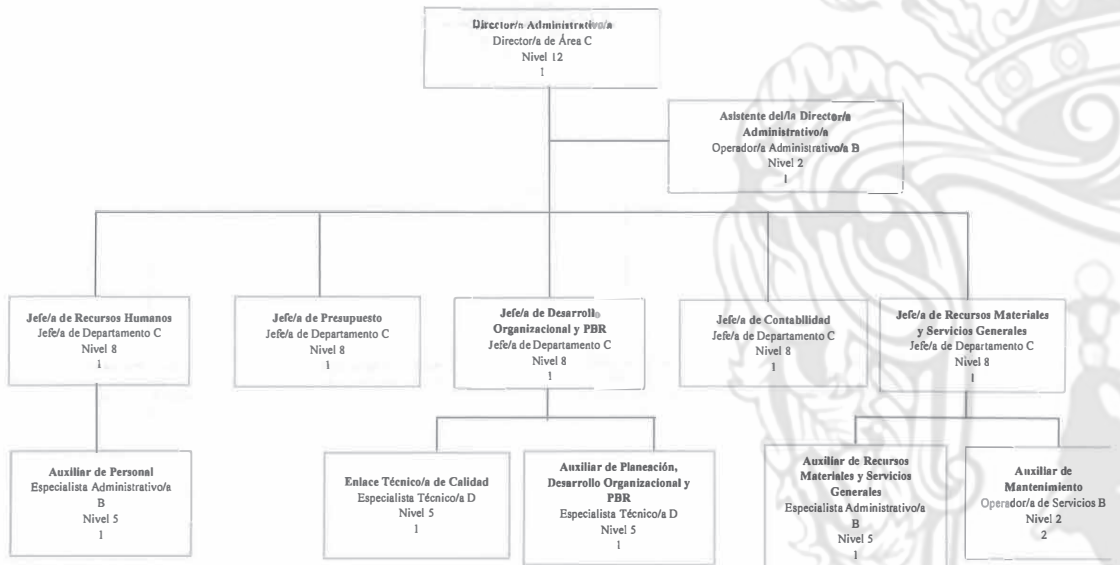 Director/a Administrativo/a
Director/a de Área C
Nivel 12
1
Asistente del/la Director/a
Administrativo/a
Operador/a Administrativo/a B
Nivel 2
1
Jefe/a de Recursos Humanos
Jefe/a de Departamento C
Nivel 8
1
Jefe/a de Presupuesto
Jefe/a de Departamento C
Nivel 8
1
Jefe/a de Desarrollo
Organizacional y PBR
Jefe/a de Departamento C
Nivel 8
1
Jefe/a de Contabilidad
Jefe/a de Departamento C
Nivel 8
1
Jefe/a de Recursos Materiales
y Servicios Generales
Jefe/a de Departamento C
Nivel 8
1
Auxiliar de Personal
Especialista Administrativo/a
B
Nivel 5
1
Enlace Técnico/a de Calidad
Especialista Técnico/a D
Nivel 5
1
Auxiliar de Planeación,
Desarrollo Organizacional y
PBR
Especialista Técnico/a D
Nivel 5
1
Auxiliar de Recursos
Materiales y Servicios
Generales
Especialista Administrativo/a
B
Nivel 5
1
Auxiliar de
Mantenimiento
Operador/a de Servicios B
Nivel 2
2